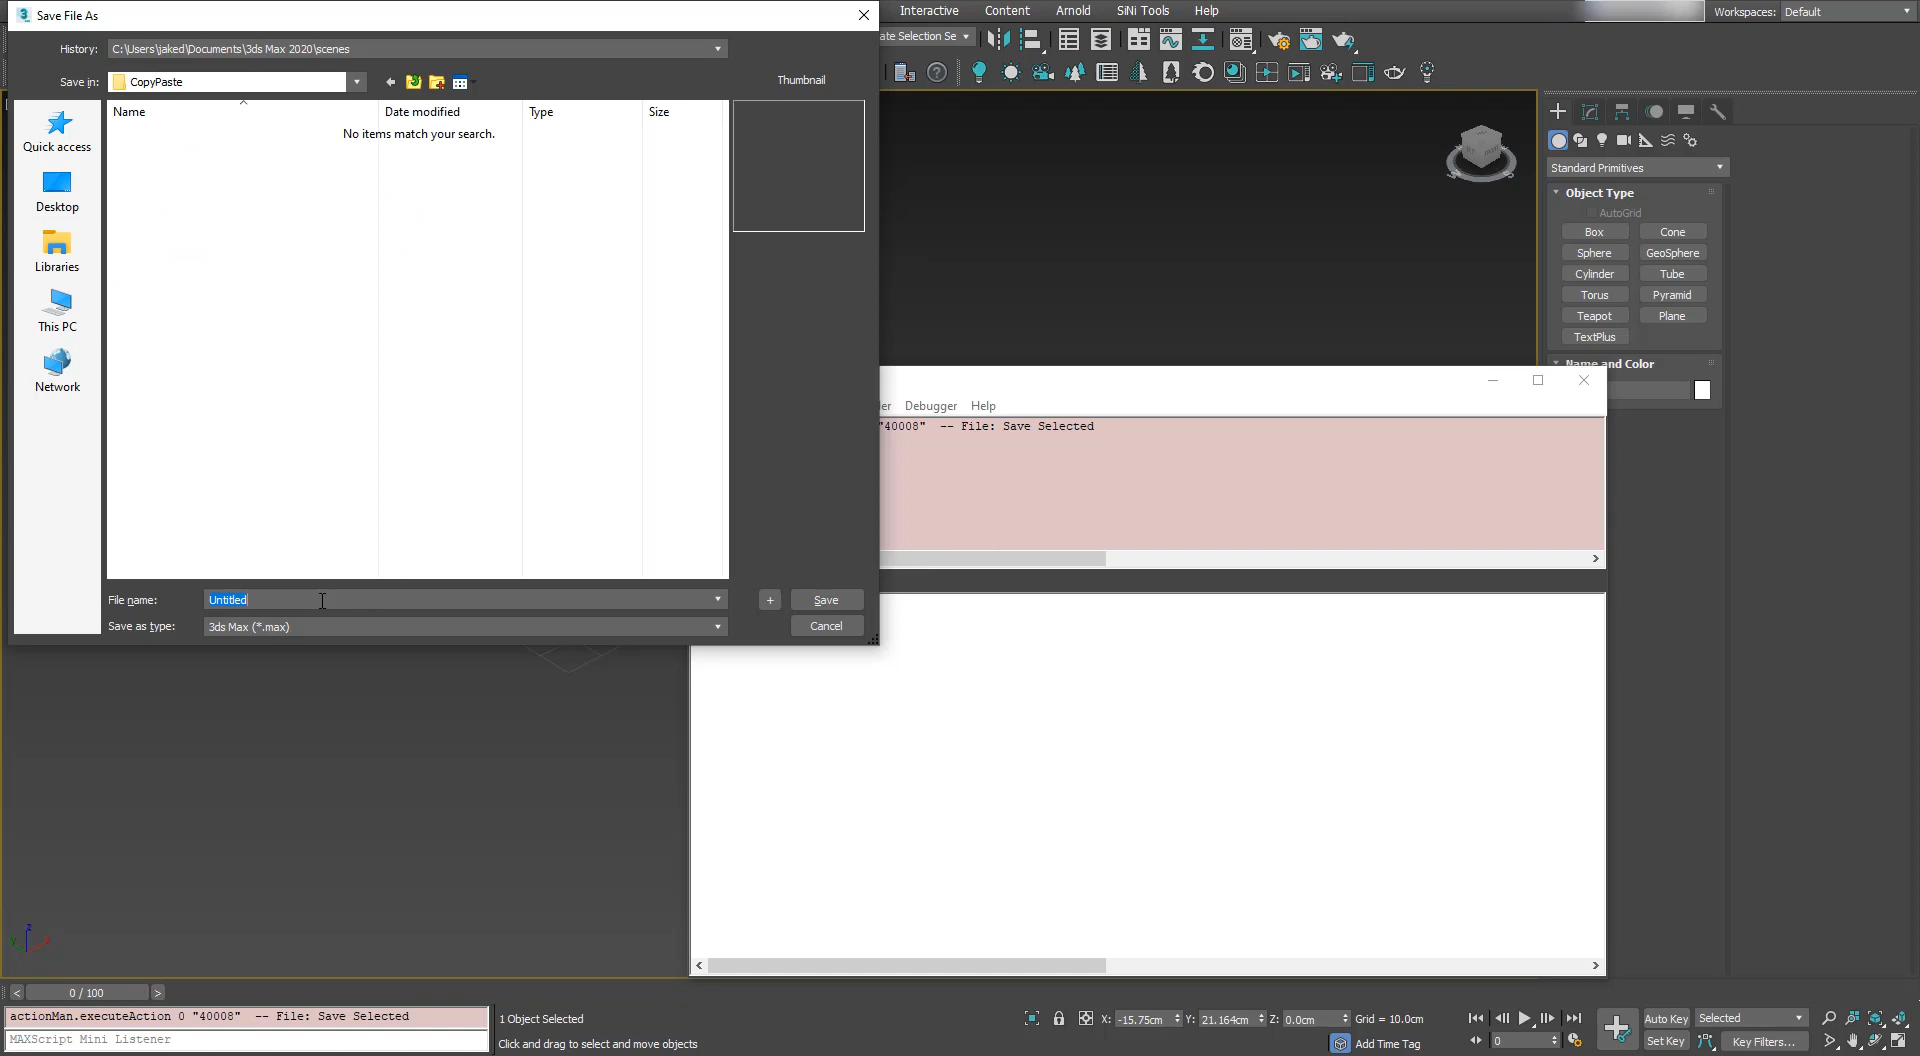 Save File As
Interactive Content Arnold SiNi Tools Help
Workspaces: Default
History: C:\Users\jaked\Documents\3ds Max 2020\scenes
ate Selection Se
Save in: CopyPaste
Thumbnail
Name Date modified Type Size
No items match your search.
Quick access
Desktop
Libraries
This PC
Network
File name: Untitled
+ Save
Save as type: 3ds Max (*.max)
Cancel
Standard Primitives
Object Type
AutoGrid
Box Cone
Sphere GeoSphere
Cylinder Tube
Torus Pyramid
Teapot Plane
TextPlus
Name and Color
er Debugger Help
"40008" -- File: Save Selected
z
y x
< 0 / 100 >
actionMan.executeAction 0 "40008" -- File: Save Selected
MAXScript Mini Listener
1 Object Selected
Click and drag to select and move objects
X: -15.75cm Y: 21.164cm Z: 0.0cm Grid = 10.0cm
Add Time Tag
0
Auto Key Selected
Set Key Key Filters...